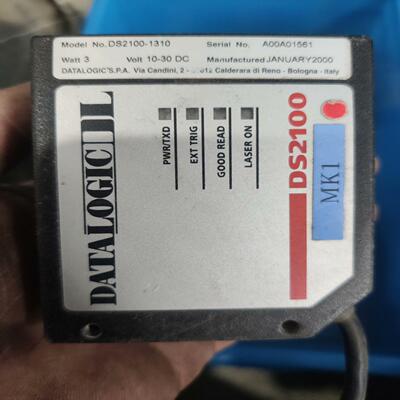 Model No. DS2100-1310 Serial No. A00A01561
Watt 3 Volt 10-30 DC Manufactured JANUARY2000
DATALOGIC S.P.A. Via Candini, 2 - Calderara di Reno - Bologna - Italy
DATALOGIC DL
PWR/TXD
EXT TRIG
GOOD READ
LASER ON
DS2100
MK1